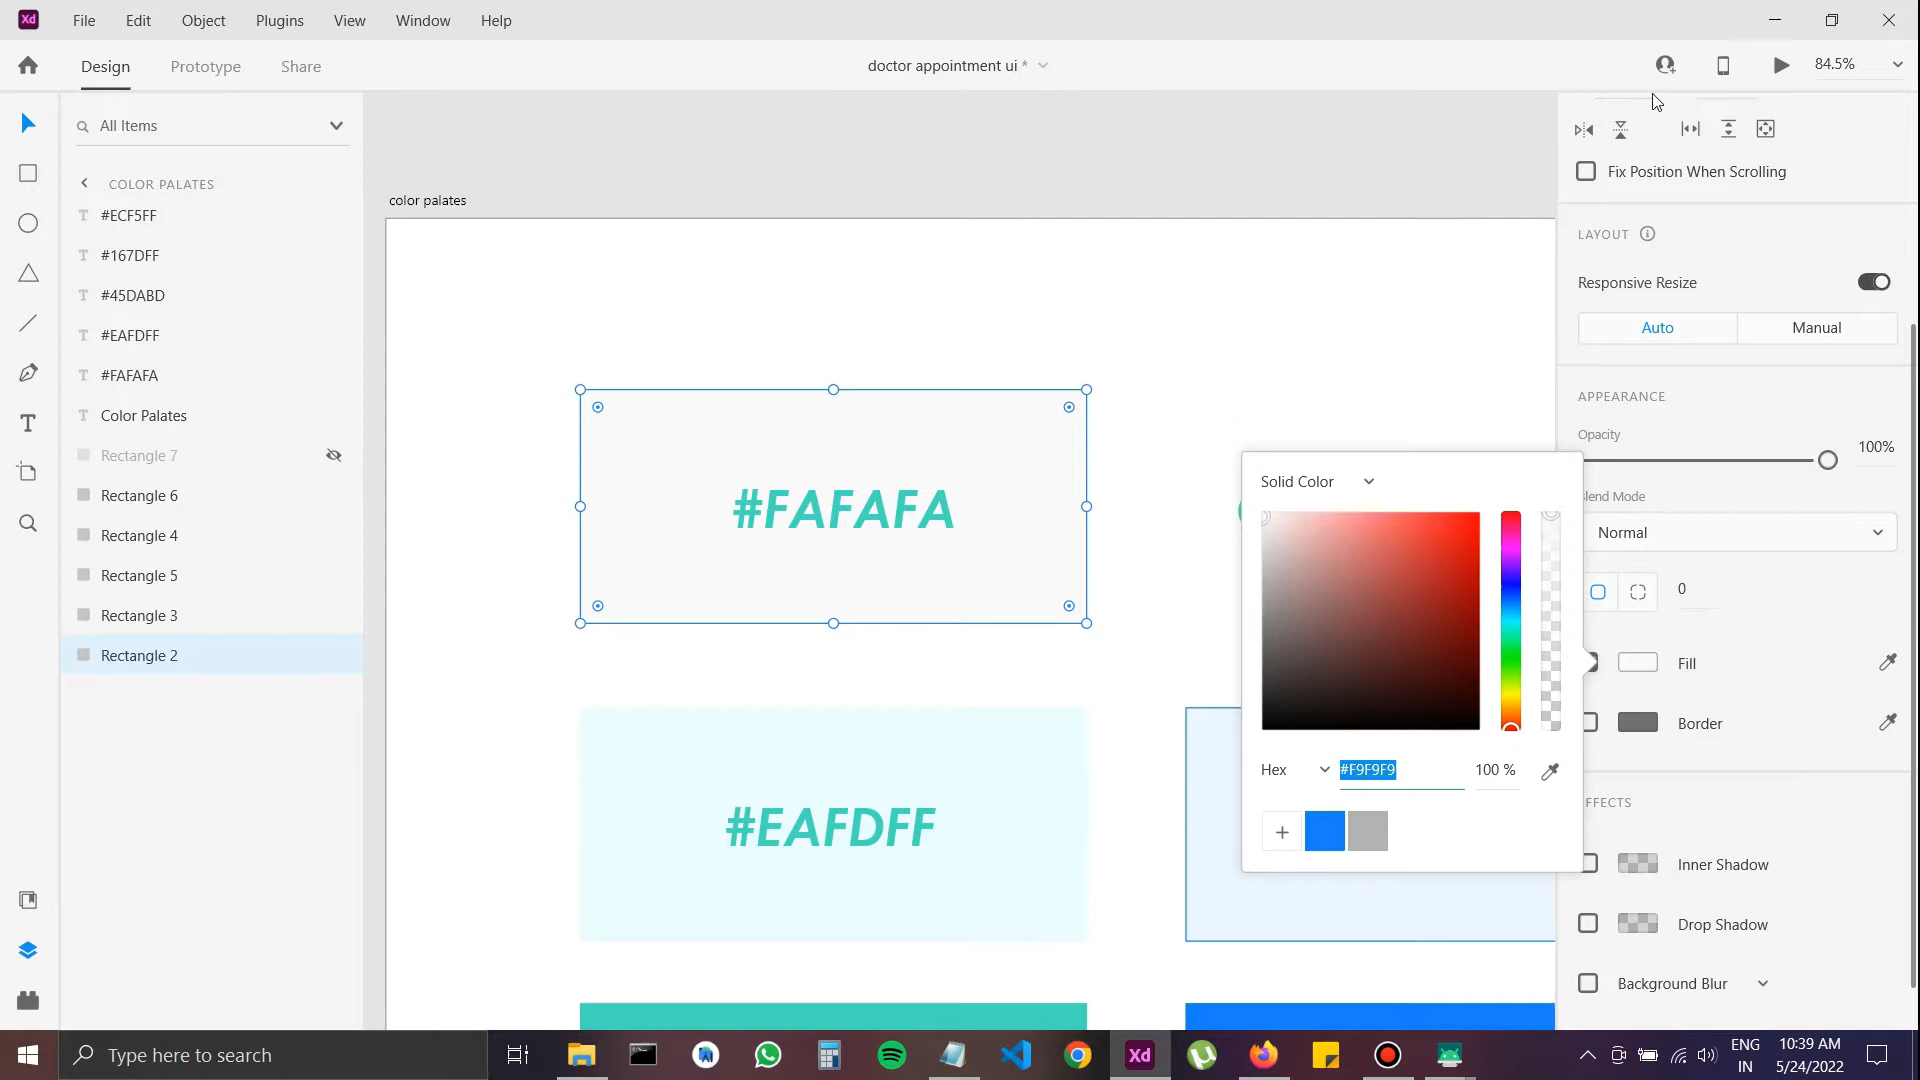 Xd File Edit Object Plugins View Window Help
Design Prototype Share
doctor appointment ui *
84.5%
All Items
COLOR PALATES
#ECF5FF
#167DFF
#45DABD
#EAFDFF
#FAFAFA
Color Palates
Rectangle 7
Rectangle 6
Rectangle 4
Rectangle 5
Rectangle 3
Rectangle 2
color palates
#FAFAFA
#EAFDFF
Solid Color
Hex #F9F9F9 100 %
Fix Position When Scrolling
LAYOUT
Responsive Resize
Auto Manual
APPEARANCE
Opacity
100%
Blend Mode
Normal
0
Fill
Border
EFFECTS
Inner Shadow
Drop Shadow
Background Blur
Type here to search
Xd
ENG
IN
10:39 AM
5/24/2022